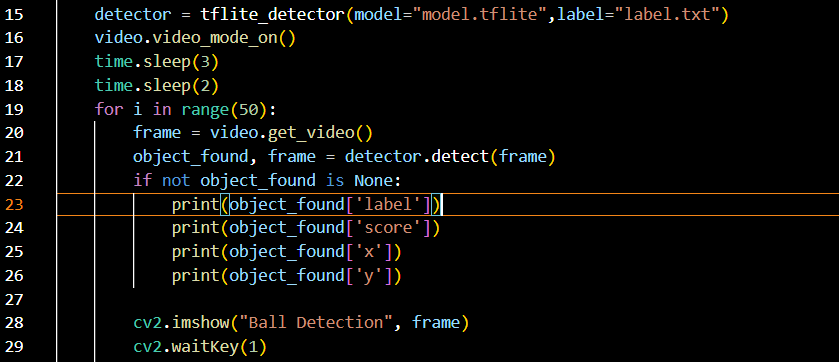 15 detector = tflite_detector(model="model.tflite",label="label.txt")
16 video.video_mode_on()
17 time.sleep(3)
18 time.sleep(2)
19 for i in range(50):
20 frame = video.get_video()
21 object_found, frame = detector.detect(frame)
22 if not object_found is None:
23 print(object_found['label'])
24 print(object_found['score'])
25 print(object_found['x'])
26 print(object_found['y'])
27
28 cv2.imshow("Ball Detection", frame)
29 cv2.waitKey(1)